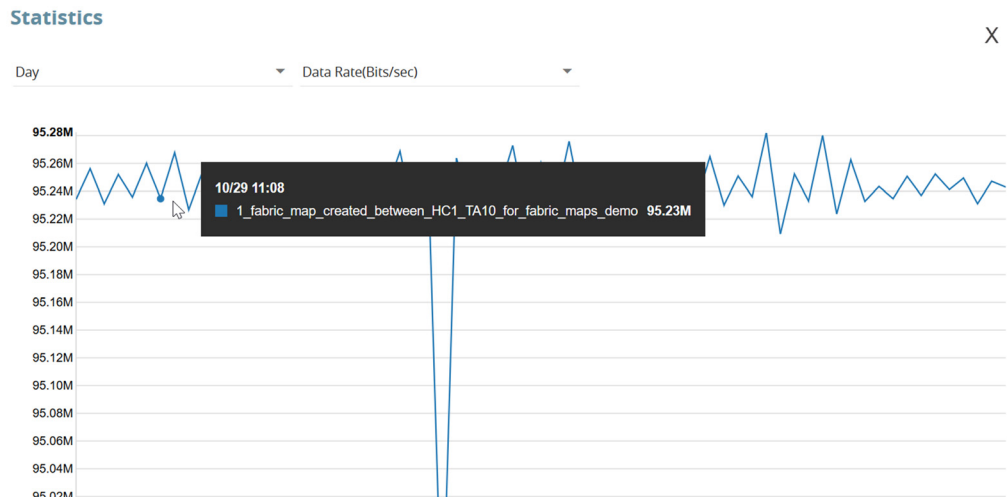 Statistics
X
Day
Data Rate(Bits/sec)
95.28M
95.26M
95.24M
95.22M
95.20M
95.18M
95.16M
95.14M
95.12M
95.10M
95.08M
95.06M
95.04M
95.02M
10/29 11:08
1_fabric_map_created_between_HC1_TA10_for_fabric_maps_demo 95.23M